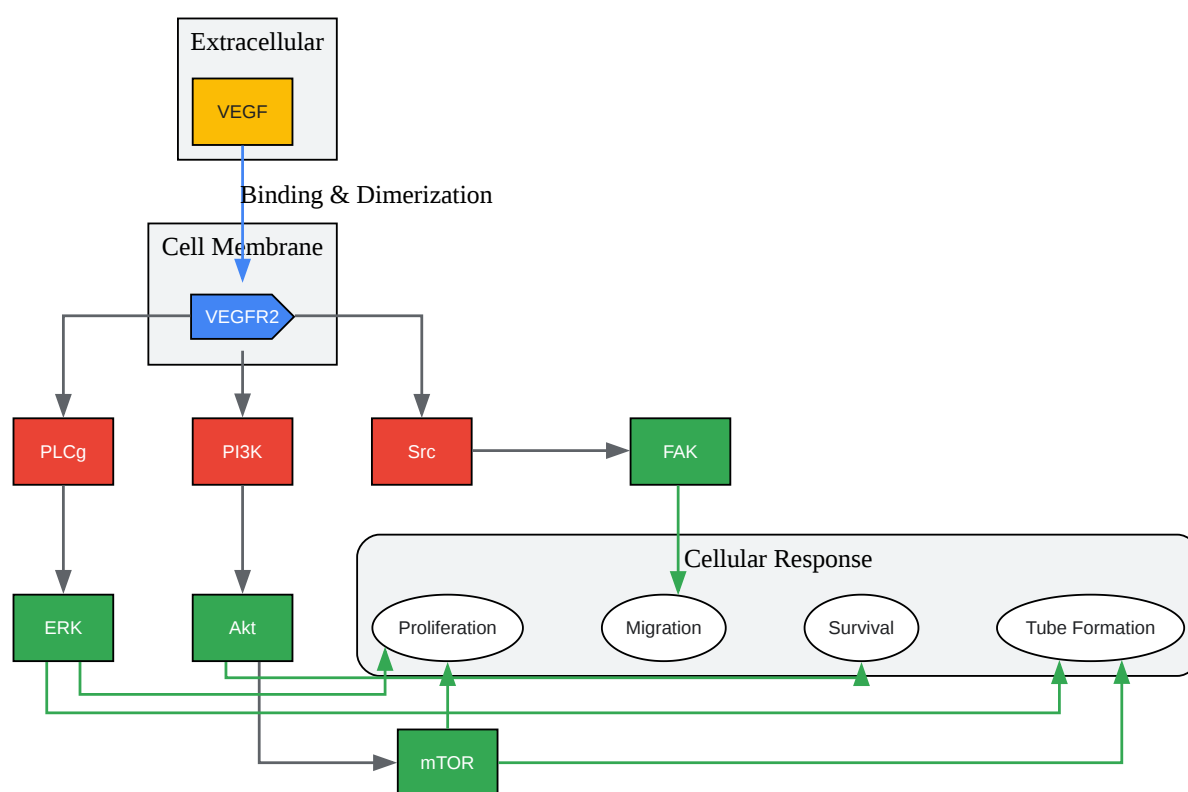 Extracellular
VEGF
Binding & Dimerization
Cell Membrane
VEGFR2
PLCg
PI3K
Src
FAK
Cellular Response
ERK
Akt
Proliferation
Migration
Survival
Tube Formation
mTOR